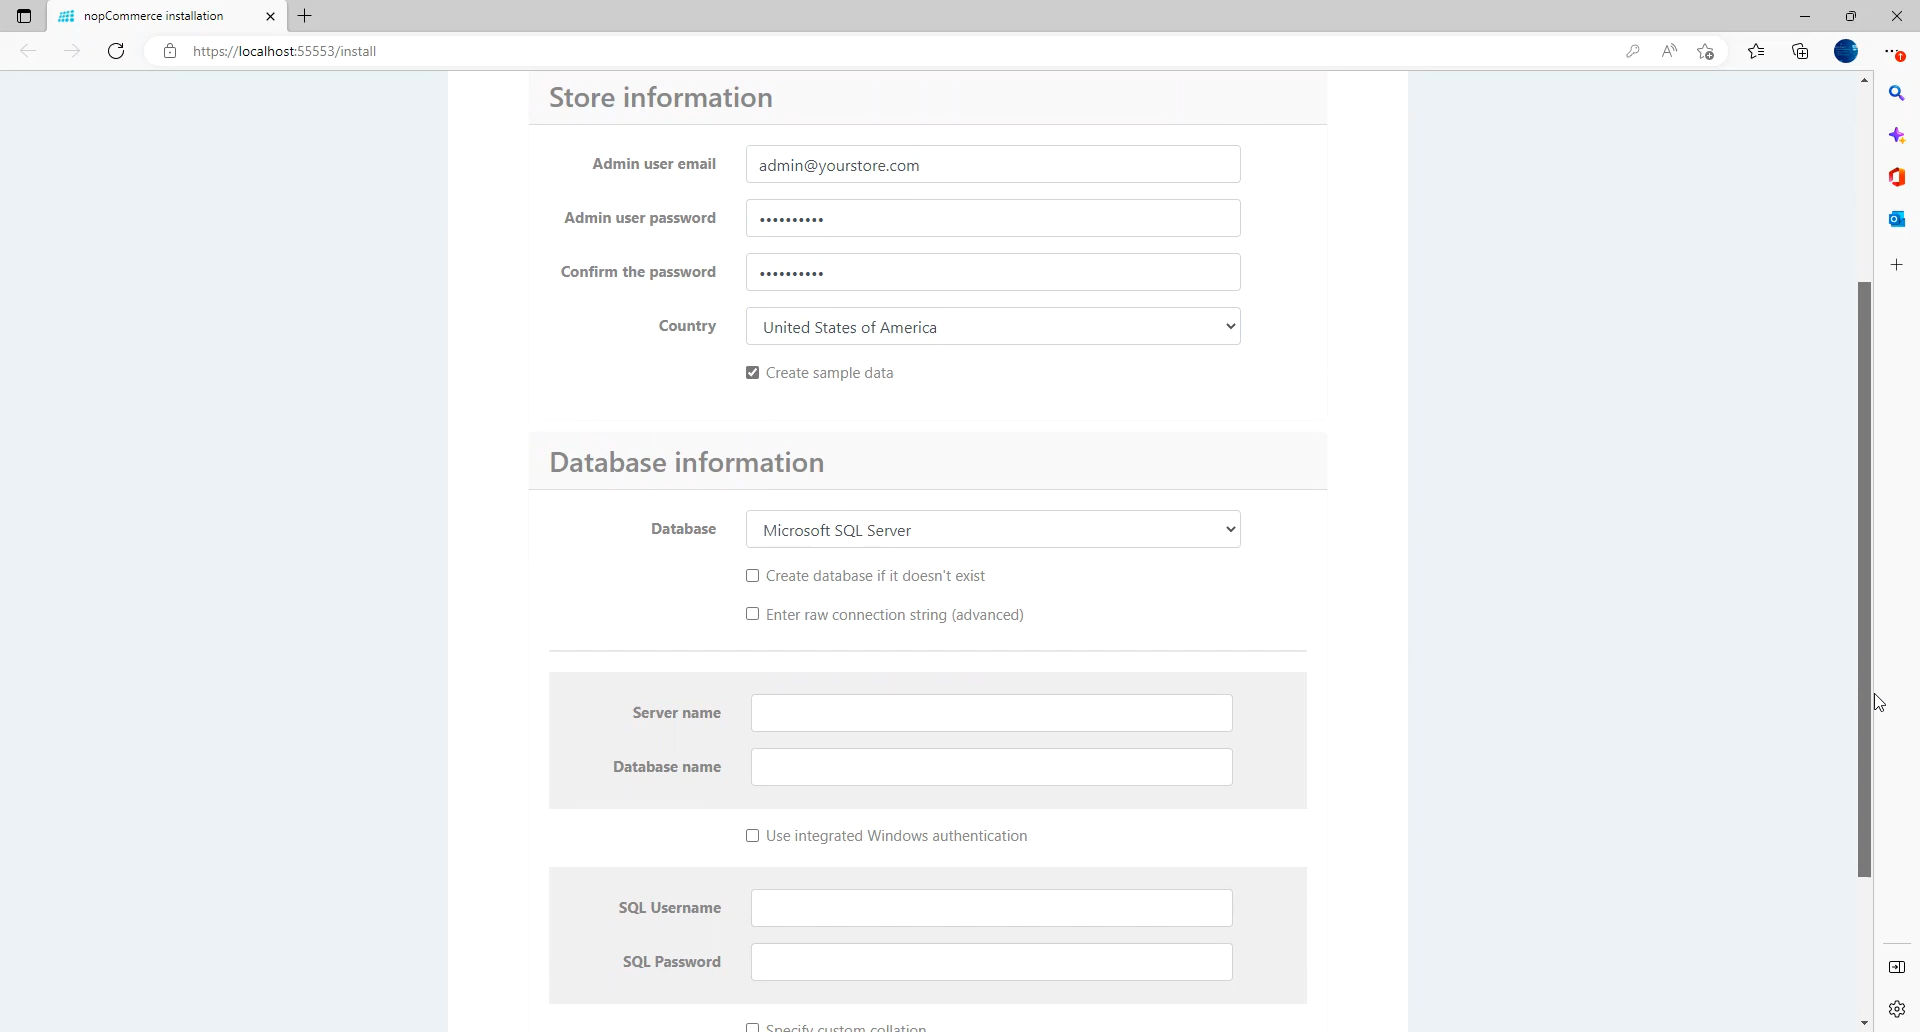 nopCommerce installation
https://localhost:55553/install
Store information
Admin user email
admin@yourstore.com
Admin user password
••••••••••
Confirm the password
••••••••••
Country
United States of America
Create sample data
Database information
Database
Microsoft SQL Server
Create database if it doesn't exist
Enter raw connection string (advanced)
Server name
Database name
Use integrated Windows authentication
SQL Username
SQL Password
Specify custom collation